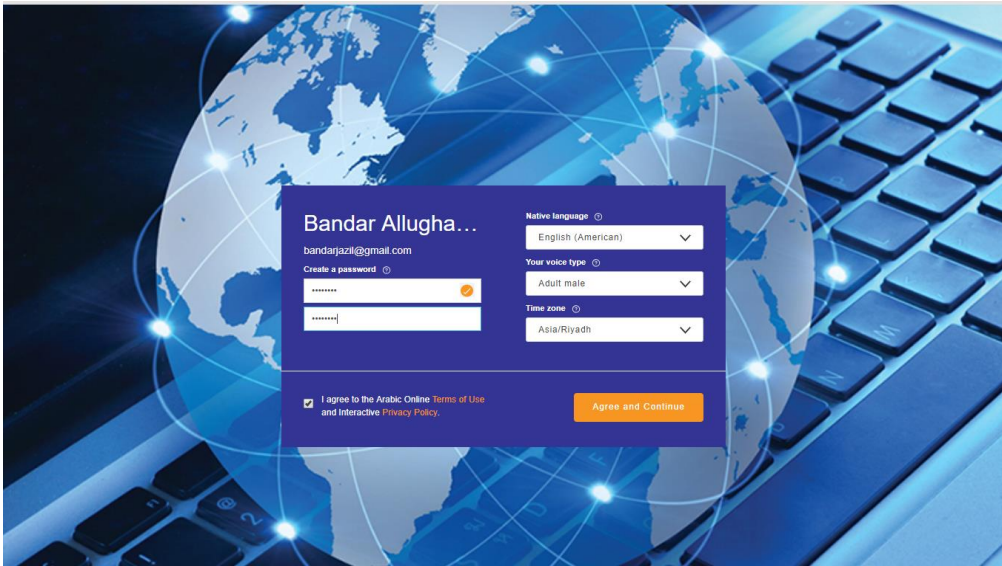 Bandar Allugha...
bandarjazil@gmail.com
Create a password
••••••••
••••••••
Native language
English (American)
Your voice type
Adult male
Time zone
Asia/Riyadh
I agree to the Arabic Online Terms of Use
and Interactive Privacy Policy.
Agree and Continue